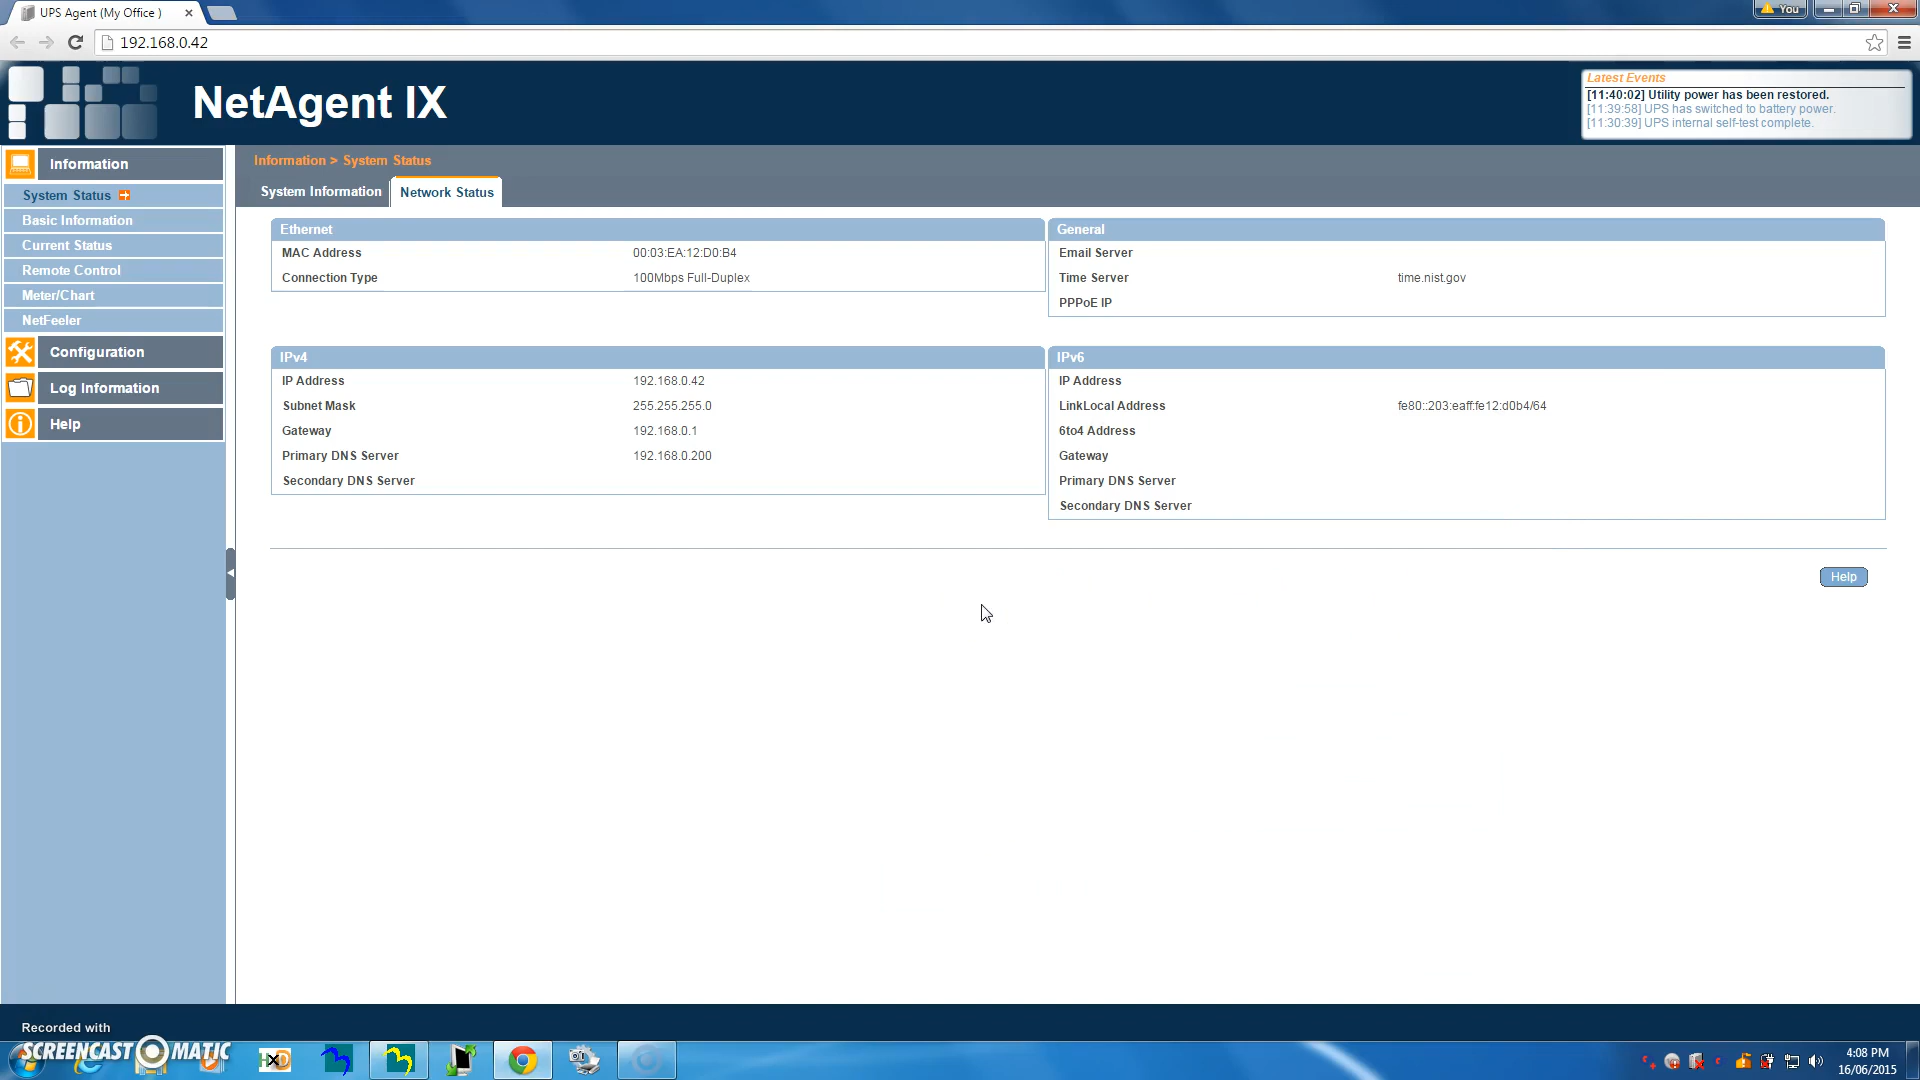 UPS Agent (My Office )
You
192.168.0.42
NetAgent IX
Latest Events
[11:40:02] Utility power has been restored.
[11:39:58] UPS has switched to battery power.
[11:30:39] UPS internal self-test complete.
Information
System Status
Basic Information
Current Status
Remote Control
Meter/Chart
NetFeeler
Configuration
Log Information
Help
Information > System Status
System Information
Network Status
Ethernet
MAC Address 00:03:EA:12:D0:B4
Connection Type 100Mbps Full-Duplex
General
Email Server
Time Server time.nist.gov
PPPoE IP
IPv4
IP Address 192.168.0.42
Subnet Mask 255.255.255.0
Gateway 192.168.0.1
Primary DNS Server 192.168.0.200
Secondary DNS Server
IPv6
IP Address
LinkLocal Address fe80::203:eaff:fe12:d0b4/64
6to4 Address
Gateway
Primary DNS Server
Secondary DNS Server
Help
Recorded with
SCREENCAST MATIC
HxD
4:08 PM
16/06/2015